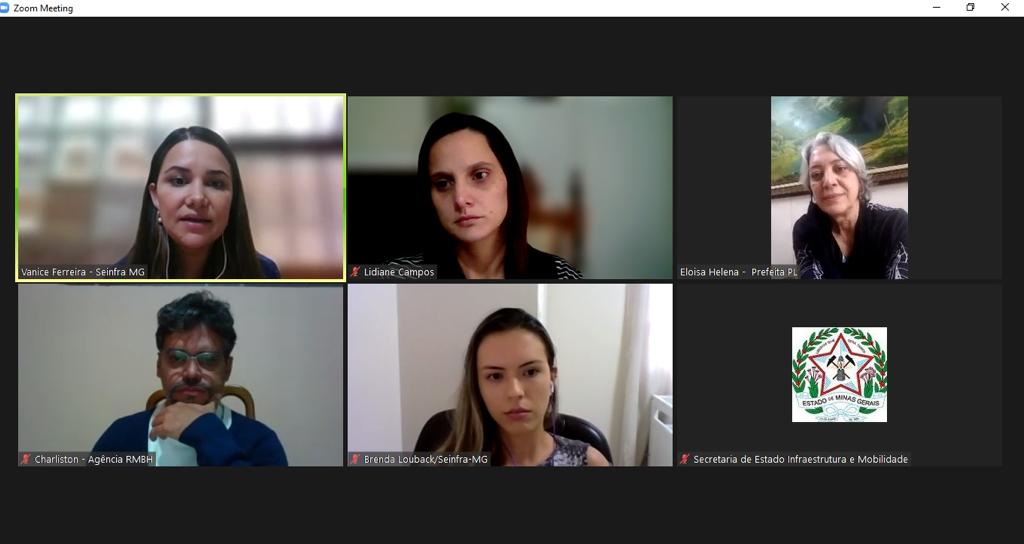 Zoom Meeting
Vanice Ferreira - Seinfra MG
Lidiane Campos
Eloisa Helena - Prefeita PL
Charliston - Agência RMBH
Brenda Louback/Seinfra-MG
ESTADO DE MINAS GERAIS
Secretaria de Estado Infraestrutura e Mobilidade